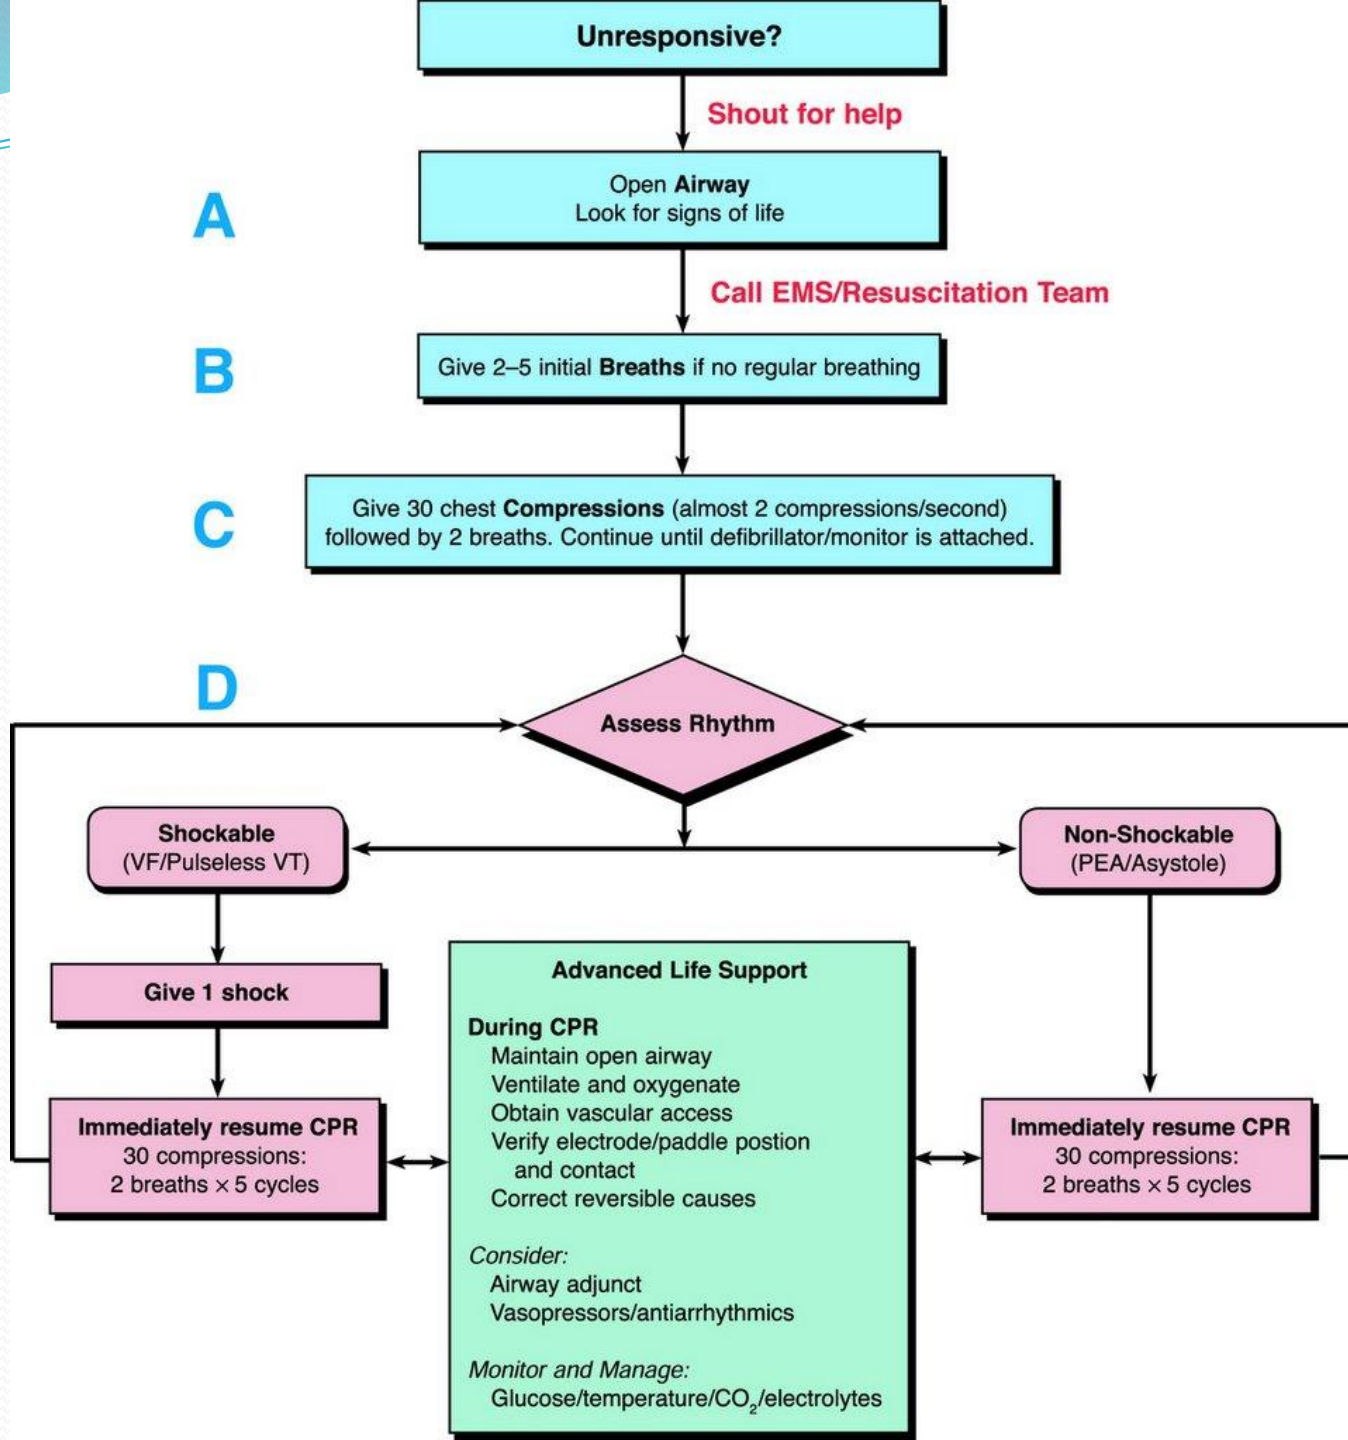 Unresponsive?
Shout for help
A
Open Airway
Look for signs of life
Call EMS/Resuscitation Team
B
Give 2–5 initial Breaths if no regular breathing
C
Give 30 chest Compressions (almost 2 compressions/second)
followed by 2 breaths. Continue until defibrillator/monitor is attached.
D
Assess Rhythm
Shockable
(VF/Pulseless VT)
Non-Shockable
(PEA/Asystole)
Give 1 shock
Immediately resume CPR
30 compressions:
2 breaths × 5 cycles
Advanced Life Support
During CPR
Maintain open airway
Ventilate and oxygenate
Obtain vascular access
Verify electrode/paddle postion
and contact
Correct reversible causes
Consider:
Airway adjunct
Vasopressors/antiarrhythmics
Monitor and Manage:
Glucose/temperature/CO₂/electrolytes
Immediately resume CPR
30 compressions:
2 breaths × 5 cycles